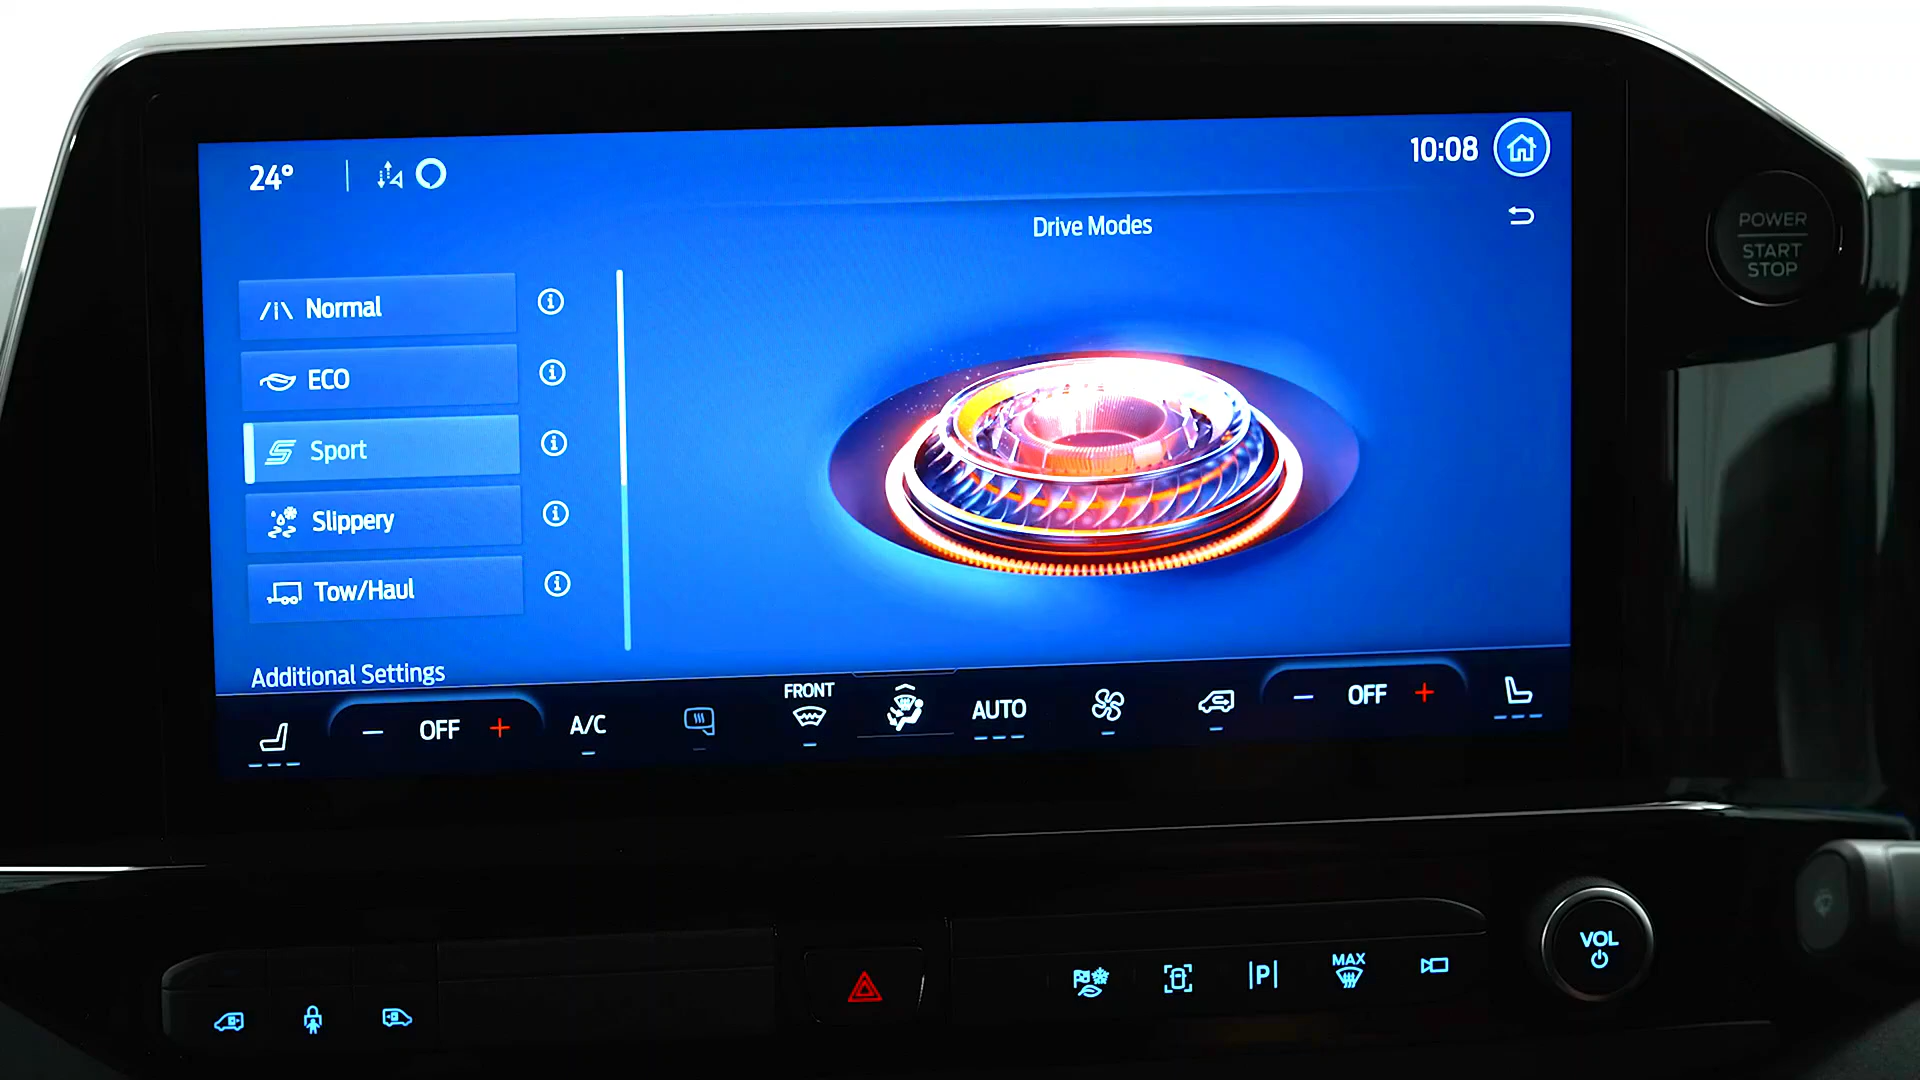 24°
10:08
Drive Modes
POWER
START
STOP
Normal
ECO
Sport
Slippery
Tow/Haul
Additional Settings
OFF
A/C
FRONT
AUTO
OFF
P
MAX
VOL